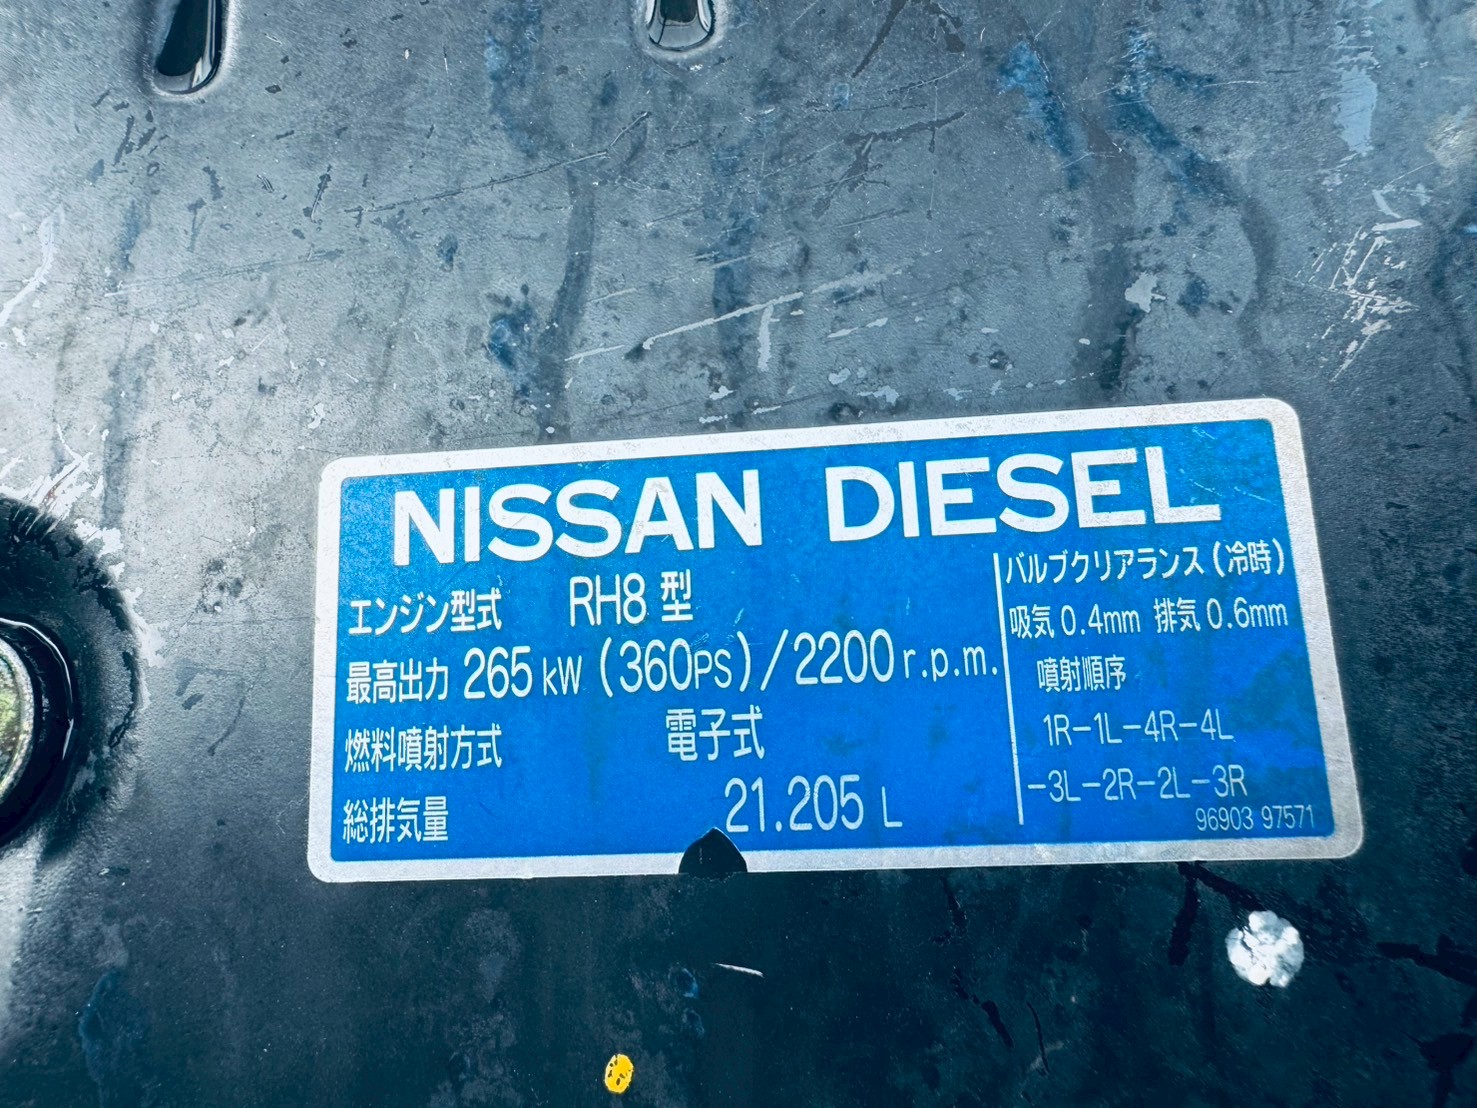 NISSAN DIESEL
エンジン型式 RH8 型
最高出力 265 kW (360PS)/2200 r.p.m.
燃料噴射方式 電子式
総排気量 21.205 L
バルブクリアランス(冷時)
吸気 0.4mm 排気 0.6mm
噴射順序
1R-1L-4R-4L
-3L-2R-2L-3R
96903 97571